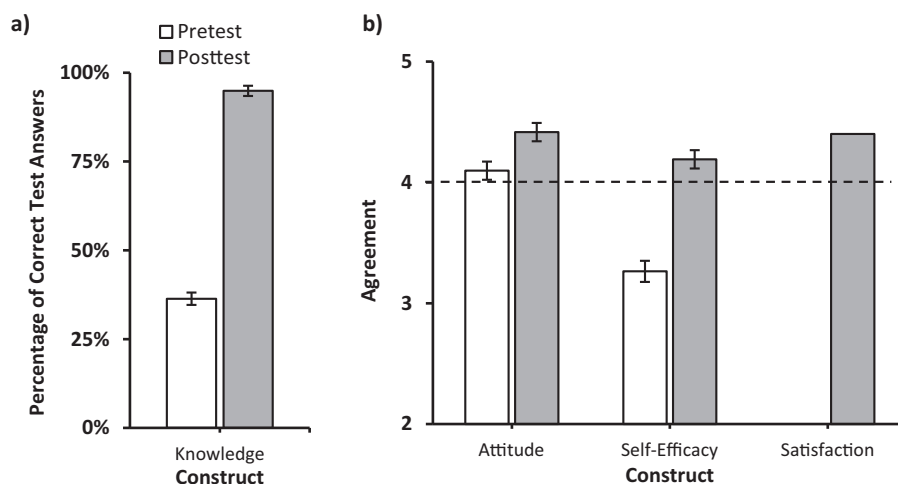 a)
Pretest
Posttest
Percentage of Correct Test Answers
100%
75%
50%
25%
0%
Knowledge
Construct
b)
Agreement
5
4
3
2
Attitude
Self-Efficacy
Satisfaction
Construct